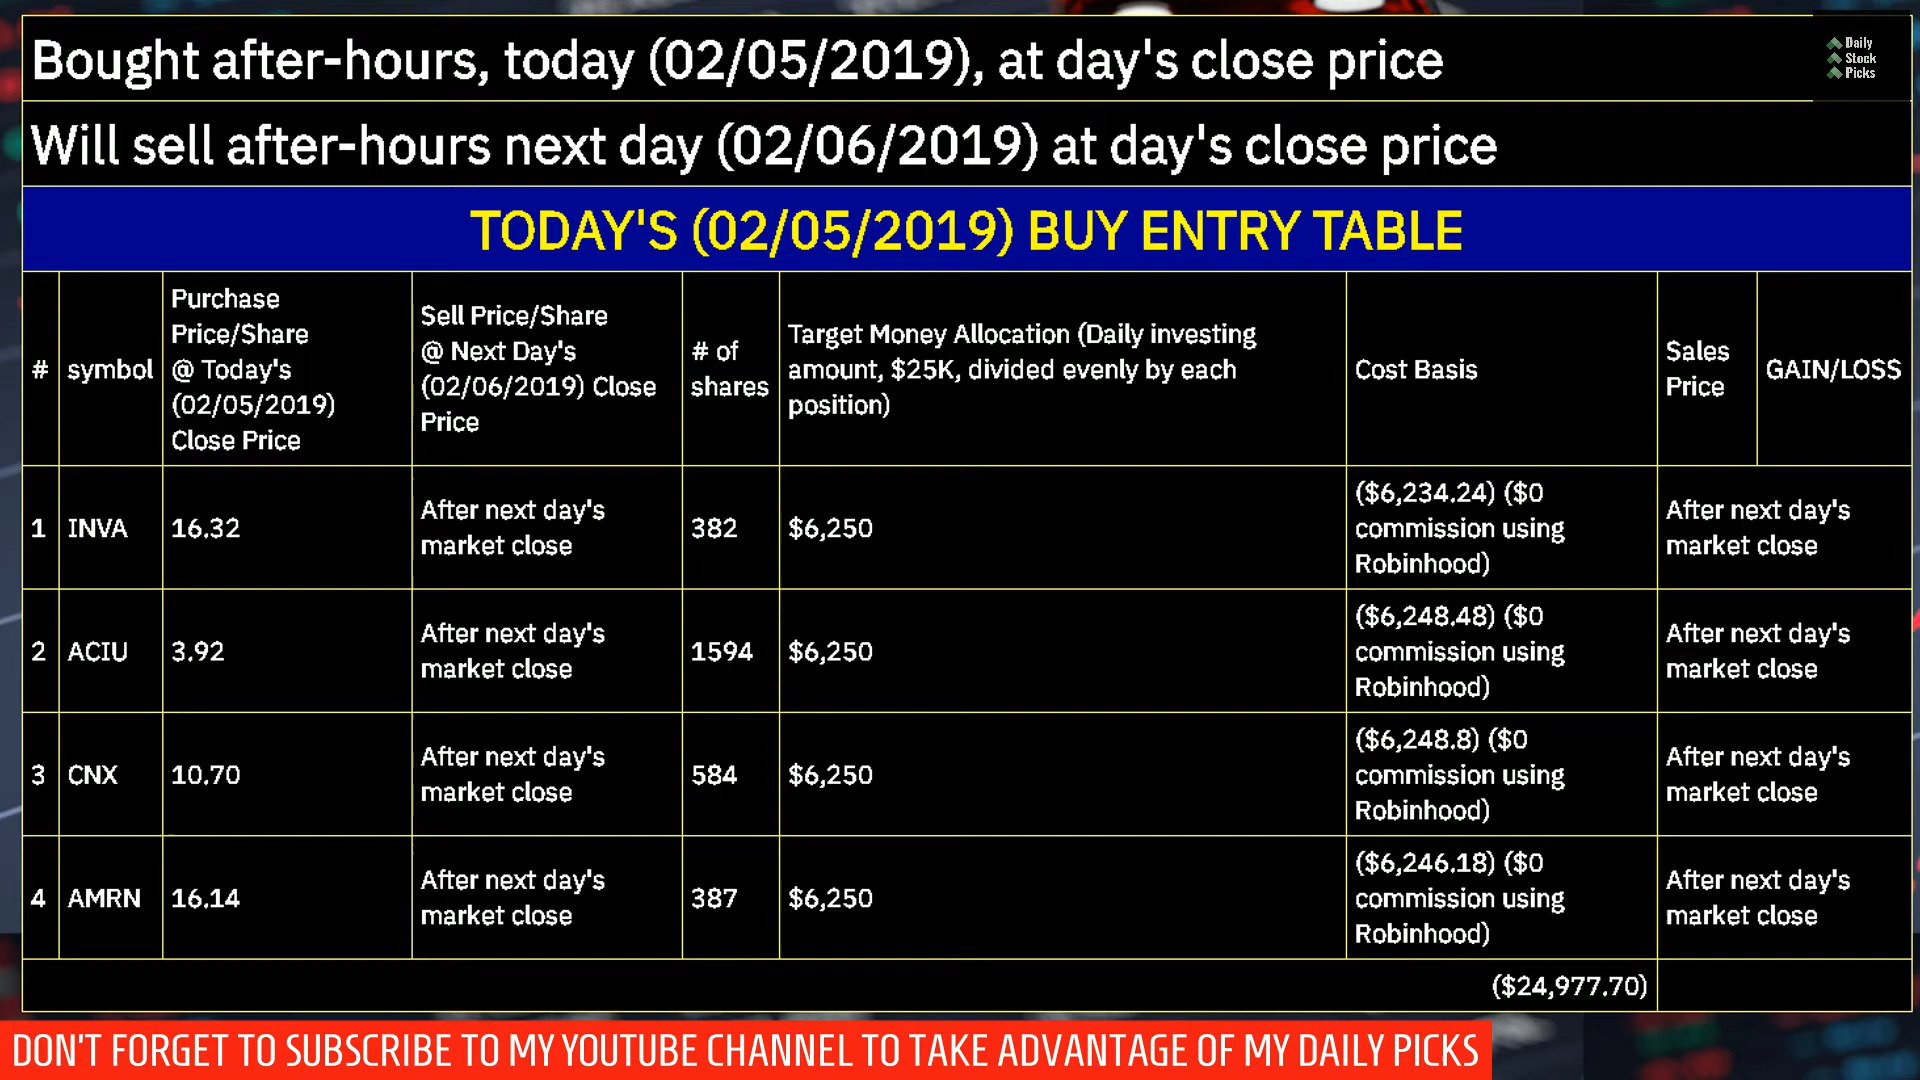 Bought after-hours, today (02/05/2019), at day's close price
Daily
Stock
Picks
Will sell after-hours next day (02/06/2019) at day's close price
TODAY'S (02/05/2019) BUY ENTRY TABLE
#
symbol
Purchase
Price/Share
@ Today's
(02/05/2019)
Close Price
Sell Price/Share
@ Next Day's
(02/06/2019) Close
Price
# of
shares
Target Money Allocation (Daily investing
amount, $25K, divided evenly by each
position)
Cost Basis
Sales
Price
GAIN/LOSS
1
INVA
16.32
After next day's
market close
382
$6,250
($6,234.24) ($0
commission using
Robinhood)
After next day's
market close
2
ACIU
3.92
After next day's
market close
1594
$6,250
($6,248.48) ($0
commission using
Robinhood)
After next day's
market close
3
CNX
10.70
After next day's
market close
584
$6,250
($6,248.8) ($0
commission using
Robinhood)
After next day's
market close
4
AMRN
16.14
After next day's
market close
387
$6,250
($6,246.18) ($0
commission using
Robinhood)
After next day's
market close
($24,977.70)
DON'T FORGET TO SUBSCRIBE TO MY YOUTUBE CHANNEL TO TAKE ADVANTAGE OF MY DAILY PICKS